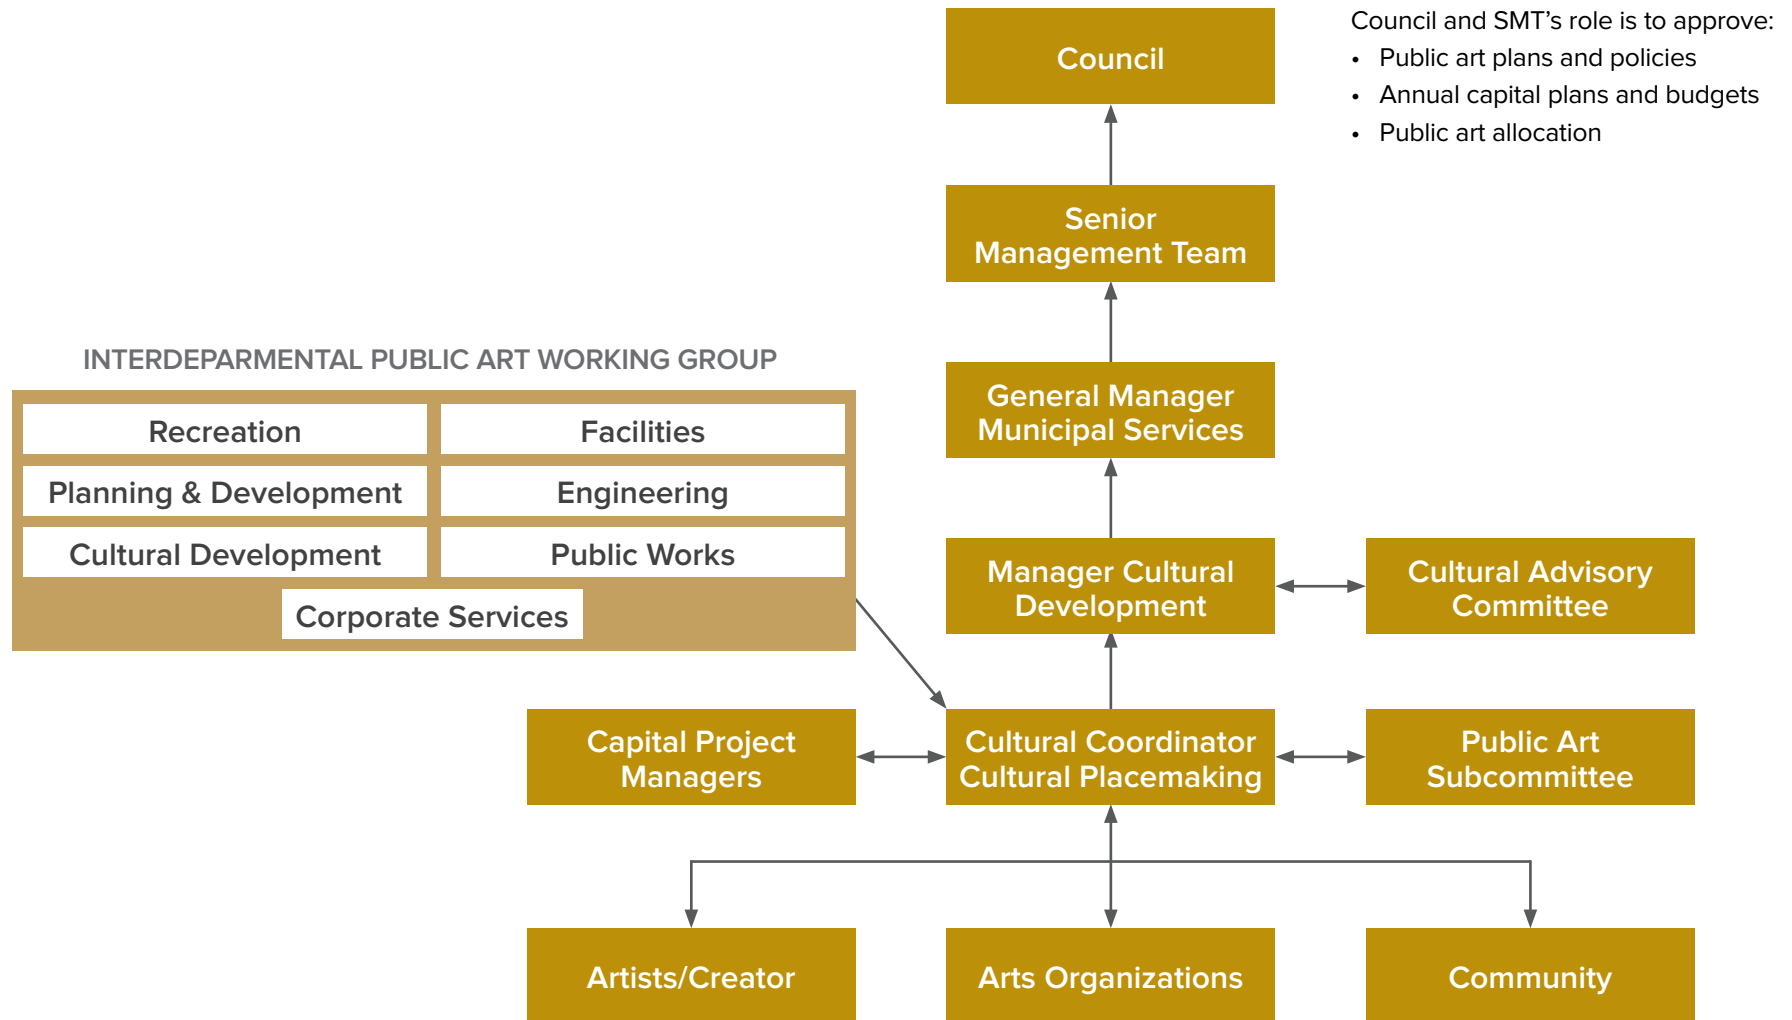 Council
Council and SMT’s role is to approve:
• Public art plans and policies
• Annual capital plans and budgets
• Public art allocation
Senior
Management Team
INTERDEPARMENTAL PUBLIC ART WORKING GROUP
Recreation
Facilities
Planning & Development
Engineering
Cultural Development
Public Works
Corporate Services
General Manager
Municipal Services
Manager Cultural
Development
Cultural Advisory
Committee
Capital Project
Managers
Cultural Coordinator
Cultural Placemaking
Public Art
Subcommittee
Artists/Creator
Arts Organizations
Community